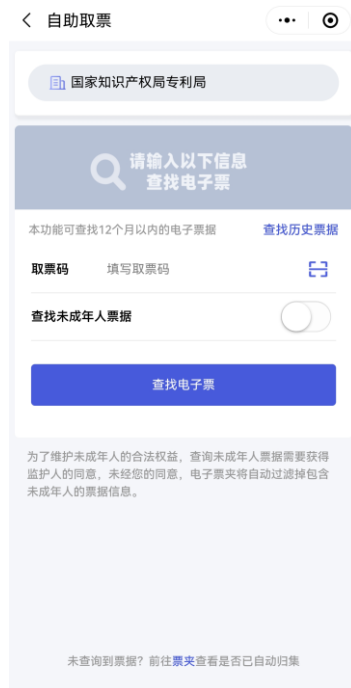 自助取票
国家知识产权局专利局
请输入以下信息
查找电子票
本功能可查找12个月以内的电子票据 查找历史票据
取票码 填写取票码
查找未成年人票据
查找电子票
为了维护未成年人的合法权益，查询未成年人票据需要获得
监护人的同意，未经您的同意，电子票夹将自动过滤掉包含
未成年人的票据信息。
未查询到票据？前往票夹查看是否已自动归集